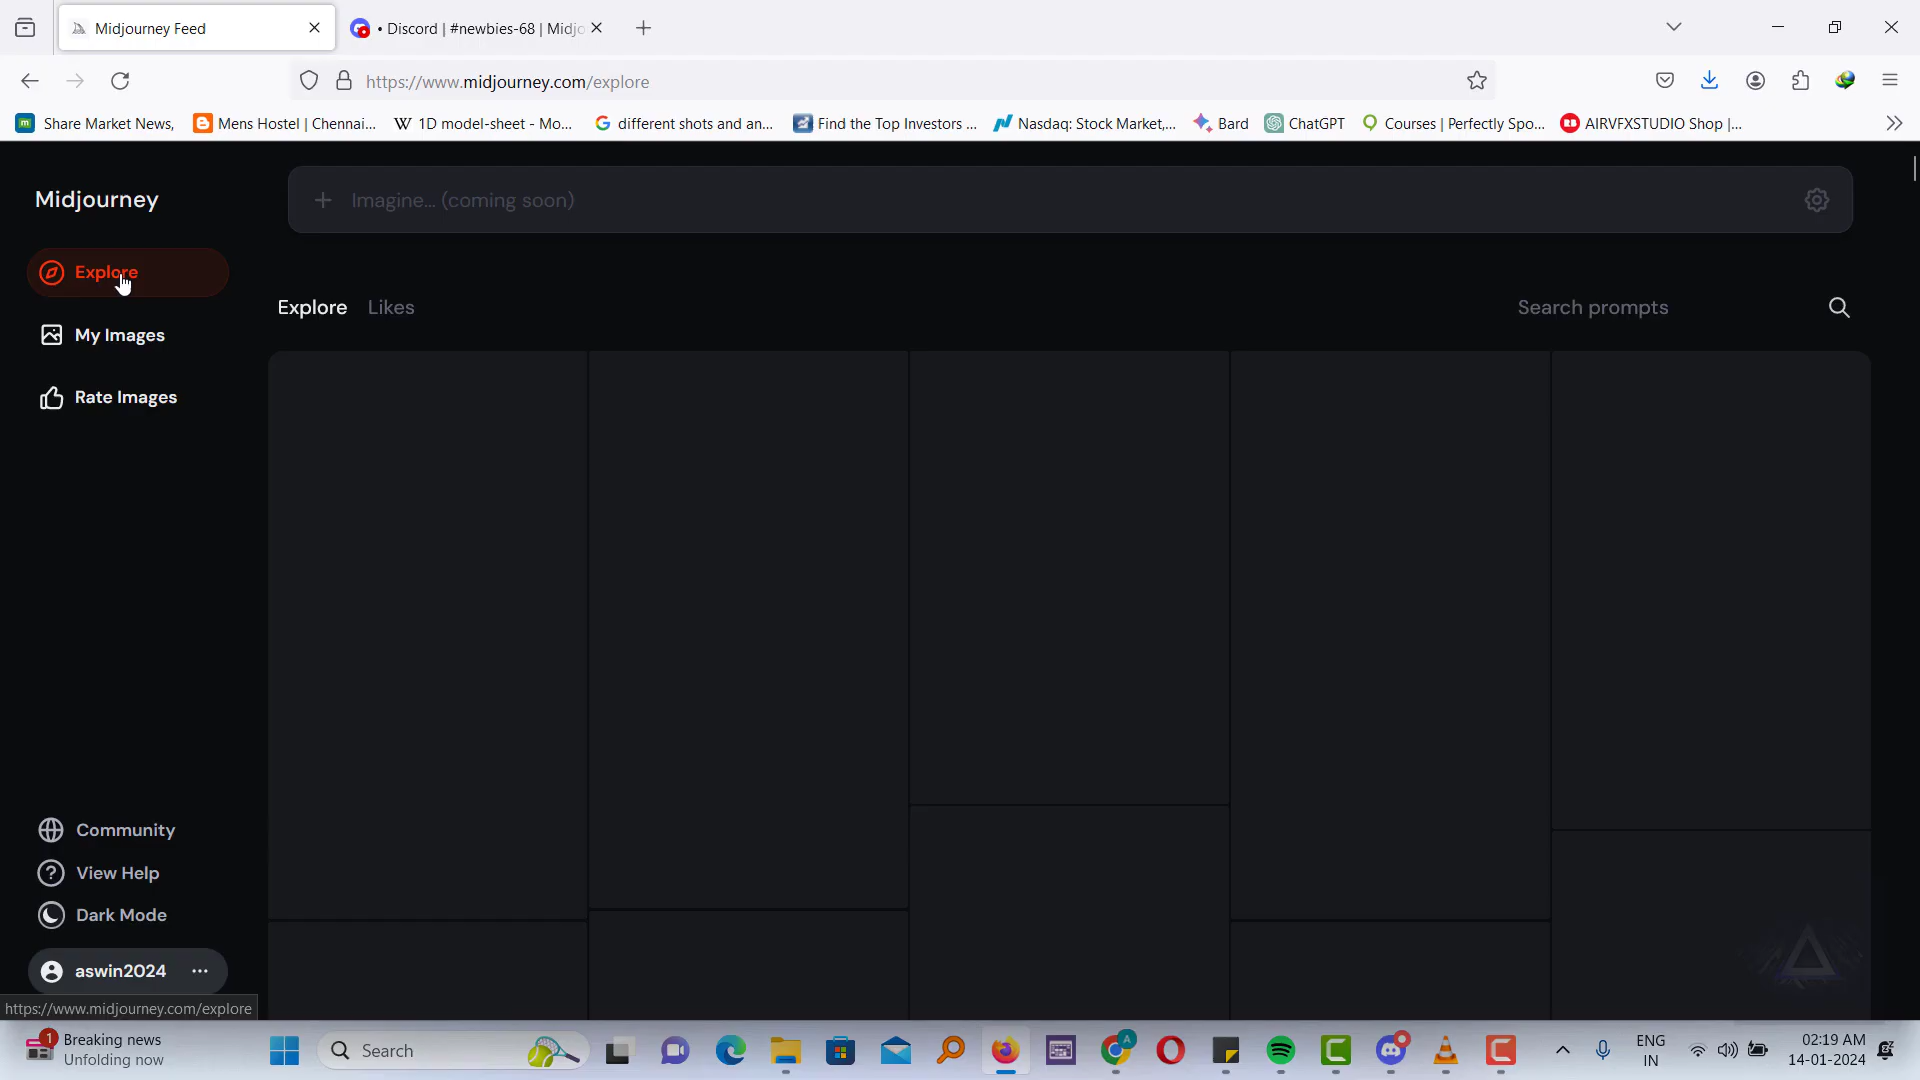 Midjourney Feed
• Discord | #newbies-68 | Midjo
https://www.midjourney.com/explore
Share Market News,
Mens Hostel | Chennai...
1D model-sheet - Mo...
different shots and an...
Find the Top Investors ...
Nasdaq: Stock Market,...
Bard
ChatGPT
Courses | Perfectly Spo...
AIRVFXSTUDIO Shop |...
Midjourney
Imagine... (coming soon)
Explore
My Images
Rate Images
Explore
Likes
Search prompts
Community
View Help
Dark Mode
aswin2024
https://www.midjourney.com/explore
1
Breaking news
Unfolding now
Search
A
ENG
IN
02:19 AM
14-01-2024